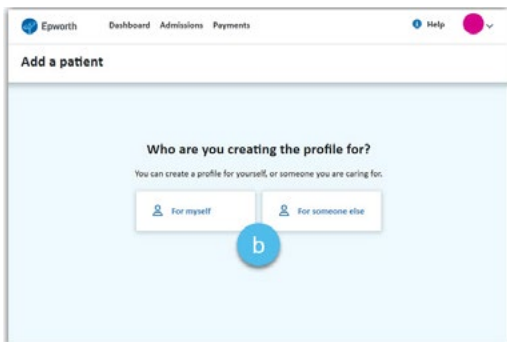 Epworth Dashboard Admissions Payments Help
Add a patient
Who are you creating the profile for?
You can create a profile for yourself, or someone you are caring for.
For myself For someone else
b